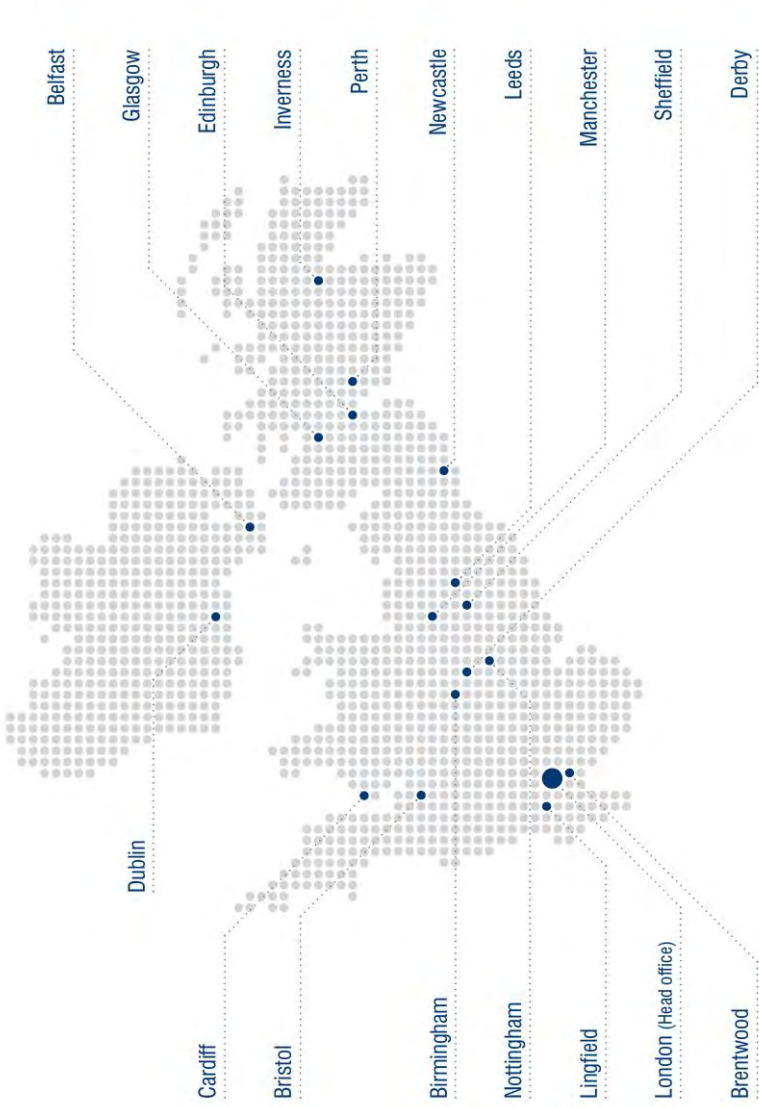 Belfast
Glasgow
Edinburgh
Inverness
Perth
Newcastle
Leeds
Manchester
Sheffield
Derby
Dublin
Cardiff
Bristol
Birmingham
Nottingham
Lingfield
London (Head office)
Brentwood